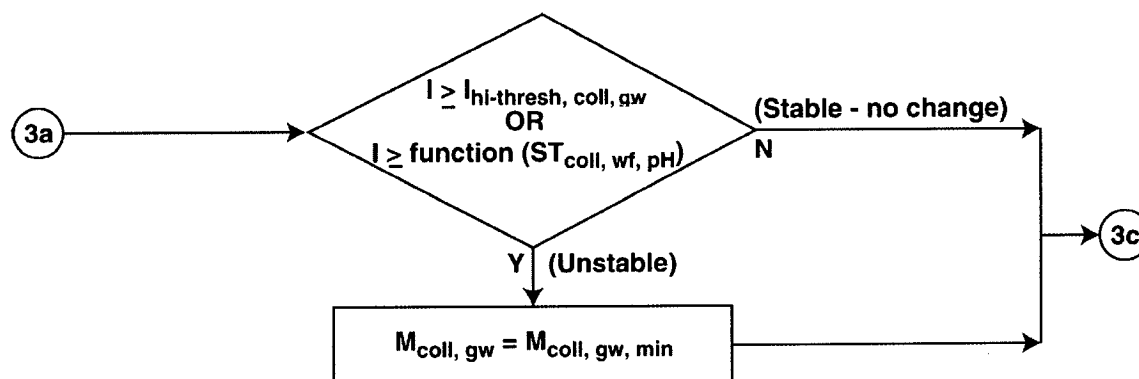 I ≥ I hi-thresh, coll, gw
OR
I ≥ function (ST coll, wf, pH)
(Stable - no change)
N
3a
3c
Y (Unstable)
M coll, gw = M coll, gw, min